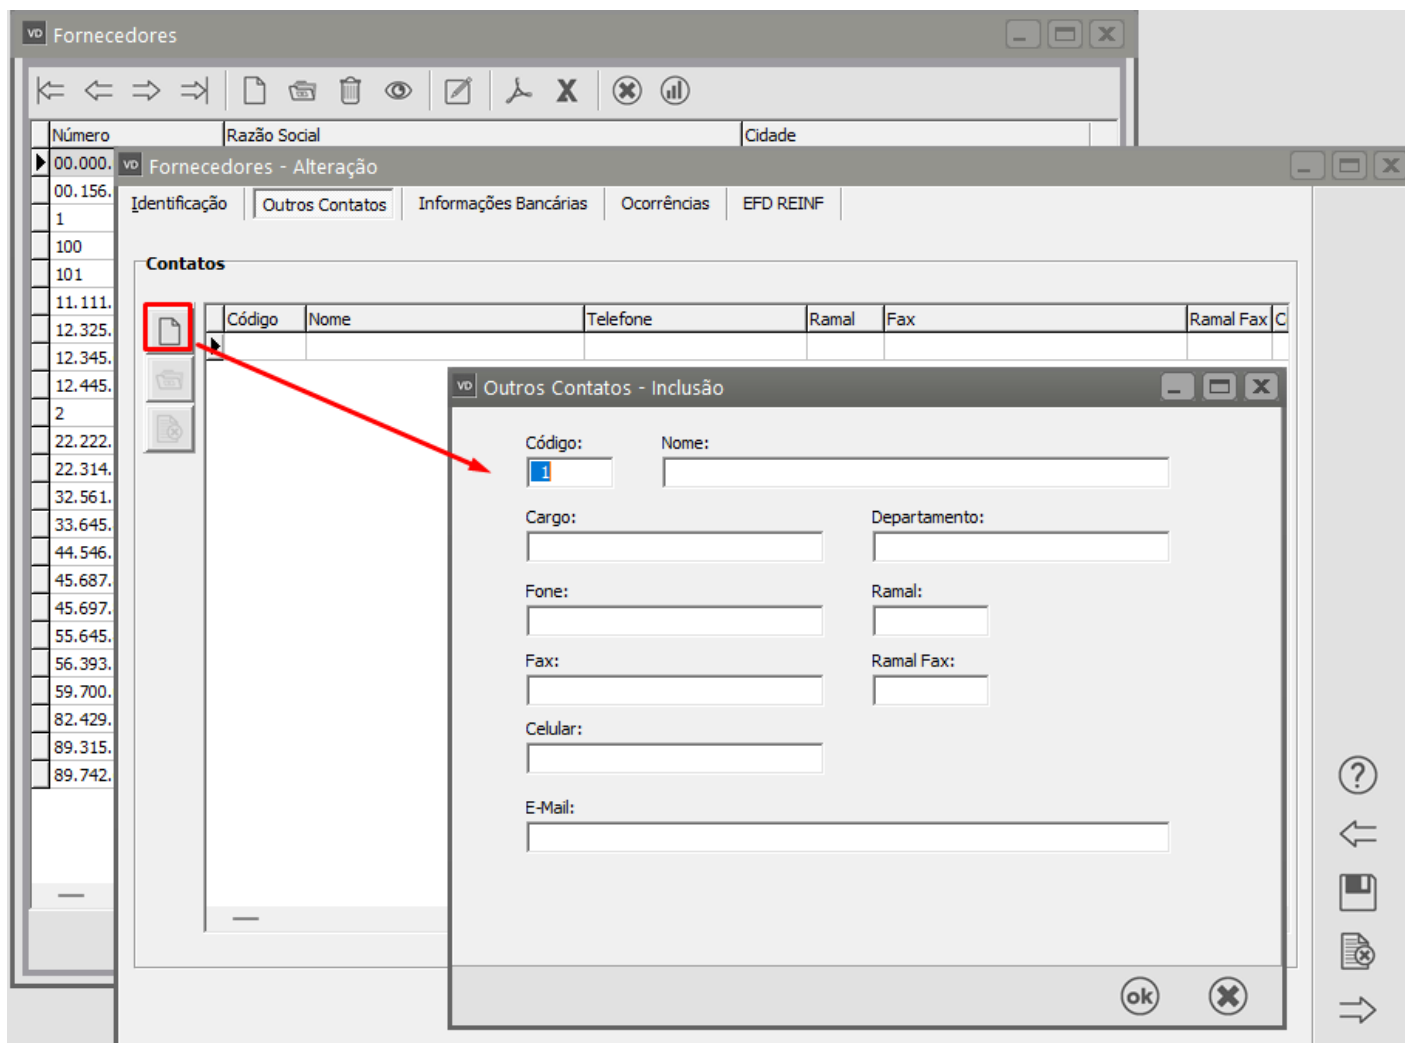 VD Fornecedores
Número Razão Social Cidade
00.000.
VD Fornecedores - Alteração
00.156.
Identificação Outros Contatos Informações Bancárias Ocorrências EFD REINF
1
100
Contatos
101
11.111.
Código Nome Telefone Ramal Fax Ramal Fax C
12.325.
12.345.
12.445.
VD Outros Contatos - Inclusão
2
22.222.
Código: Nome:
22.314.
1
32.561.
33.645.
Cargo: Departamento:
44.546.
45.687.
Fone: Ramal:
45.697.
55.645.
56.393.
Fax: Ramal Fax:
59.700.
82.429.
Celular:
89.315.
89.742.
E-Mail:
ok